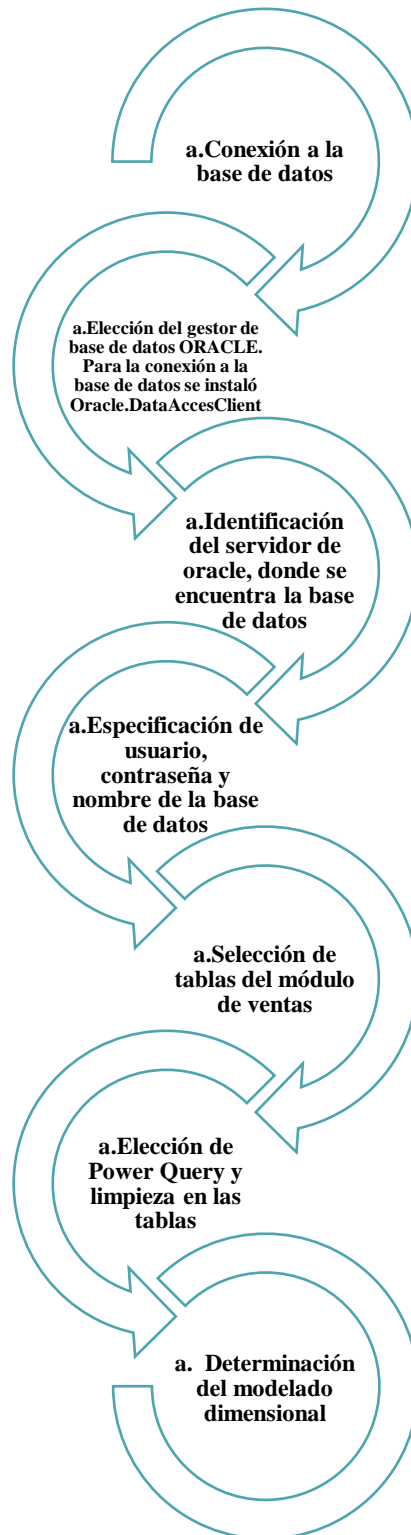 a.Conexión a la
base de datos
a.Elección del gestor de
base de datos ORACLE.
Para la conexión a la
base de datos se instaló
Oracle.DataAccesClient
a.Identificación
del servidor de
oracle, donde se
encuentra la base
de datos
a.Especificación de
usuario,
contraseña y
nombre de la base
de datos
a.Selección de
tablas del módulo
de ventas
a.Elección de
Power Query y
limpieza en las
tablas
a. Determinación
del modelado
dimensional